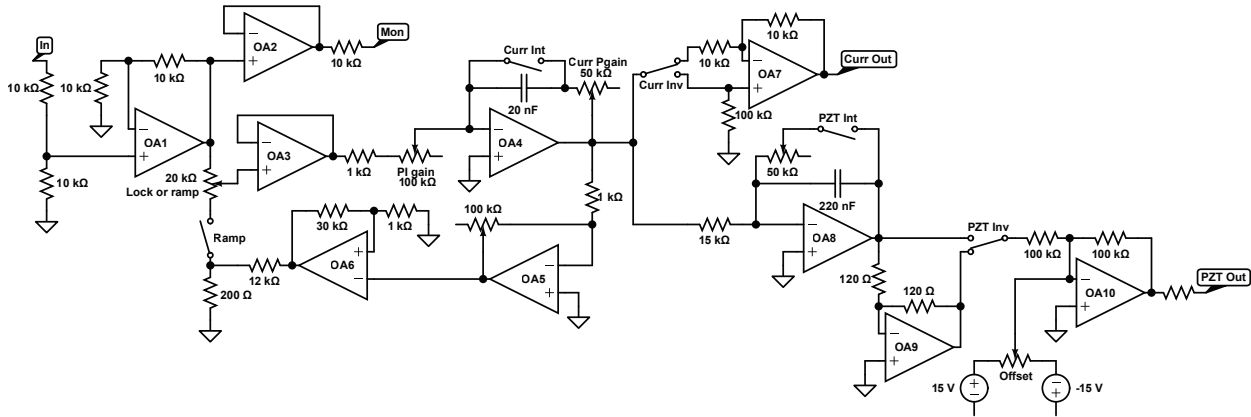 In
Mon
10 kΩ
10 kΩ
10 kΩ
OA2
10 kΩ
OA1
10 kΩ
20 kΩ
Lock or ramp
OA3
1 kΩ
PI gain
100 kΩ
Curr Int
20 nF
Curr Pgain
50 kΩ
OA4
1 kΩ
Curr Inv
10 kΩ
10 kΩ
OA7
100 kΩ
Curr Out
Ramp
200 Ω
12 kΩ
30 kΩ
1 kΩ
OA6
100 kΩ
OA5
15 kΩ
PZT Int
50 kΩ
220 nF
OA8
120 Ω
120 Ω
OA9
PZT Inv
100 kΩ
100 kΩ
OA10
PZT Out
15 V
Offset
-15 V